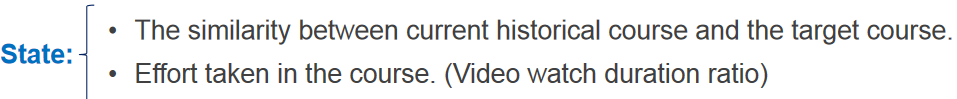 • The similarity between current historical course and the target course.
State:
• Effort taken in the course. (Video watch duration ratio)